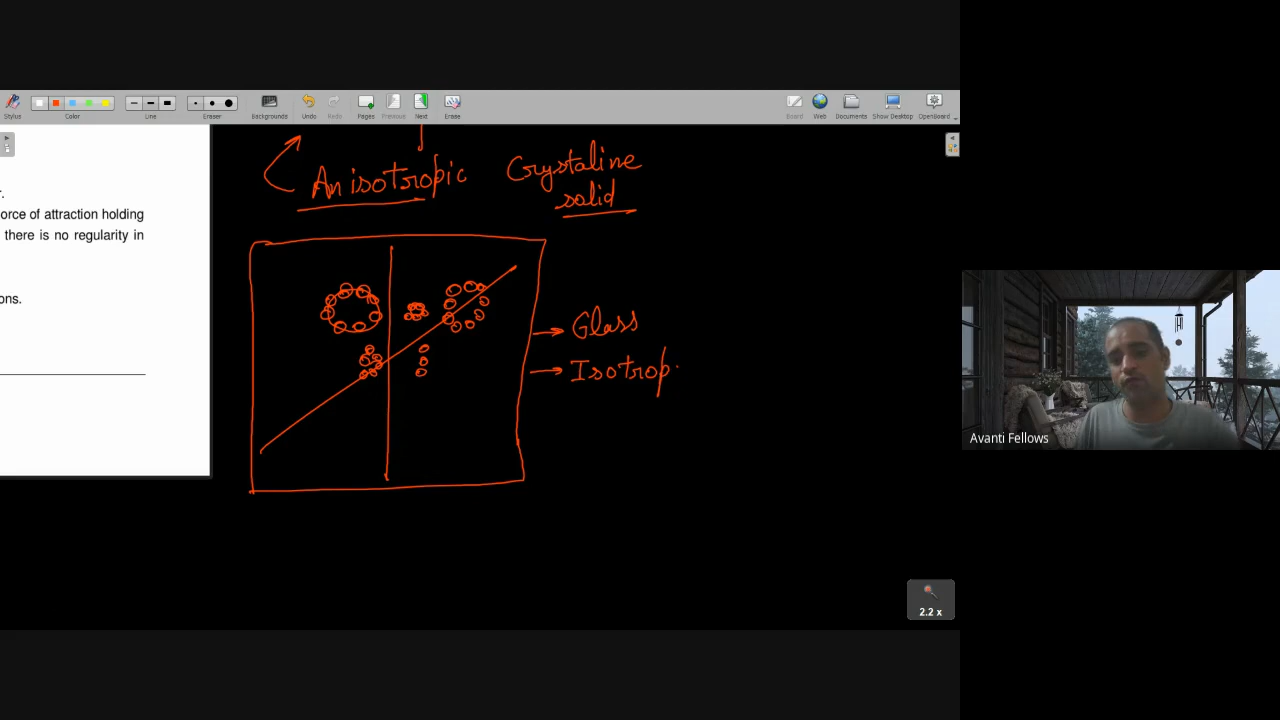 Stylus Color Line Eraser Backgrounds Undo Redo Pages Previous Next Erase Board Web Documents Show Desktop OpenBoard
r.
orce of attraction holding
there is no regularity in
ons.
Anisotropic Crystaline
solid
Glass
Isotrop
Avanti Fellows
2.2 x